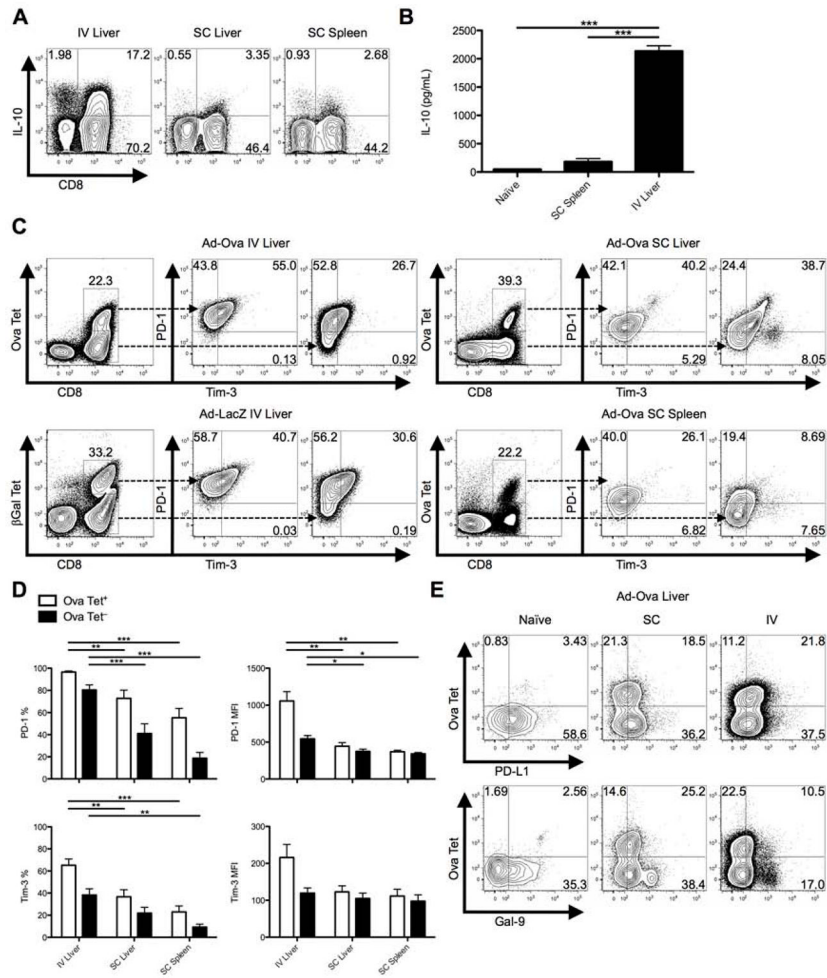 A
IV Liver SC Liver SC Spleen
1.98 17.2 0.55 3.35 0.93 2.68
IL-10
70.2 46.4 44.2
CD8
B
*** 
***
IL-10 (pg/mL)
2500
2000
1500
1000
500
0
Naïve SC Spleen IV Liver
C
Ad-Ova IV Liver
22.3 43.8 55.0 52.8 26.7
Ova Tet PD-1
0.13 0.92
CD8 Tim-3
Ad-Ova SC Liver
39.3 42.1 40.2 24.4 38.7
Ova Tet PD-1
5.29 8.05
CD8 Tim-3
Ad-LacZ IV Liver
33.2 58.7 40.7 56.2 30.6
βGal Tet PD-1
0.03 0.19
CD8 Tim-3
Ad-Ova SC Spleen
22.2 40.0 26.1 19.4 8.69
Ova Tet PD-1
6.82 7.65
CD8 Tim-3
D
Ova Tet⁺
Ova Tet⁻
***
**
***
***
PD-1 %
100
80
60
40
20
0
**
**
*
*
PD-1 MFI
1500
1000
500
0
***
**
**
Tim-3 %
100
80
60
40
20
0
IV Liver SC Liver SC Spleen
Tim-3 MFI
300
200
100
0
IV Liver SC Liver SC Spleen
E
Ad-Ova Liver
Naïve SC IV
0.83 3.43 21.3 18.5 11.2 21.8
Ova Tet
58.6 36.2 37.5
PD-L1
1.69 2.56 14.6 25.2 22.5 10.5
Ova Tet
35.3 38.4 17.0
Gal-9